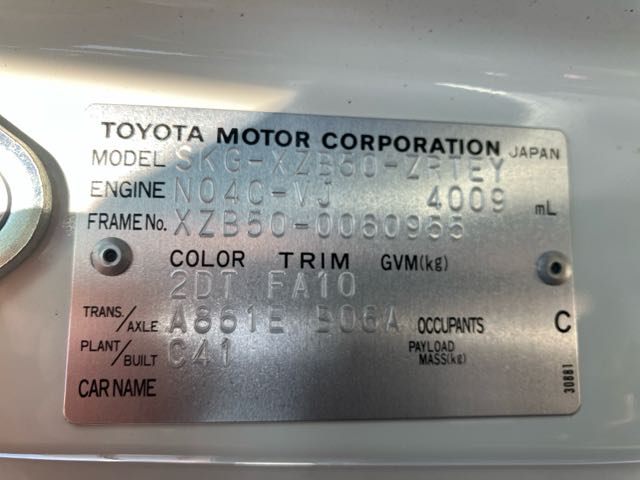 TOYOTA MOTOR CORPORATION JAPAN
MODEL SKG-XZB50-ZRTEY
ENGINE N04C-VJ 4009 mL
FRAME No. XZB50-0060955
COLOR TRIM GVM(kg)
2DT FA10
TRANS./AXLE A861E B06A OCCUPANTS C
PLANT/BUILT C41 PAYLOAD MASS(kg)
CAR NAME
30881